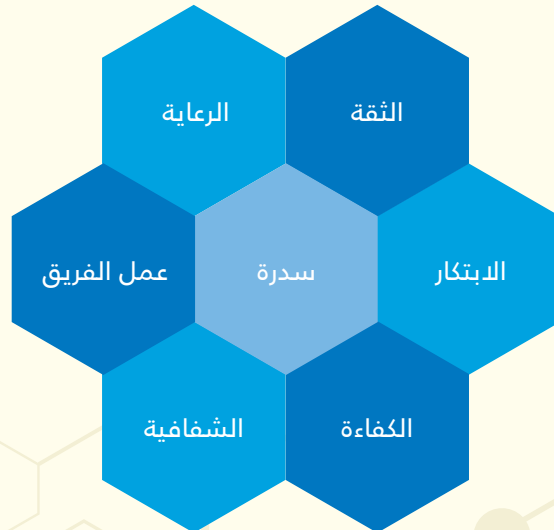 الثقة
الرعاية
الابتكار
سدرة
عمل الفريق
الكفاءة
الشفافية